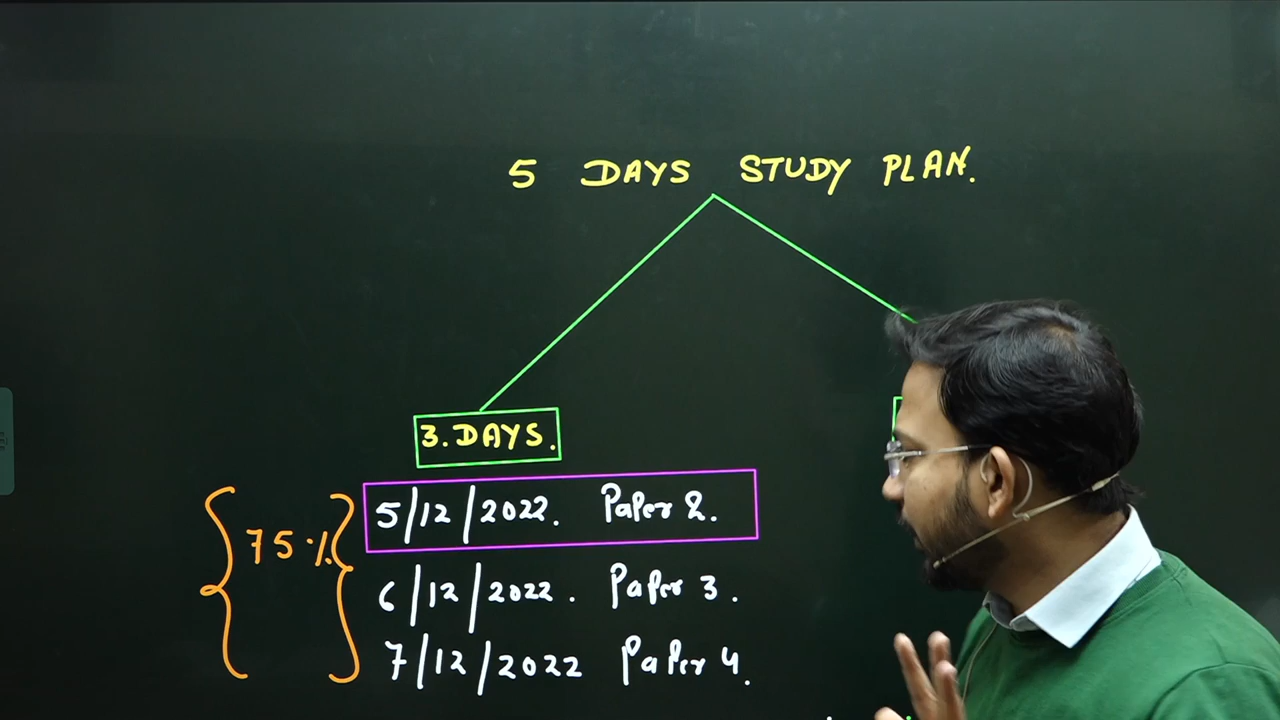 5 DAYS STUDY PLAN.
3.DAYS.
75%
5/12/2022. Paper 2.
6/12/2022. Paper 3.
7/12/2022 Paper 4.